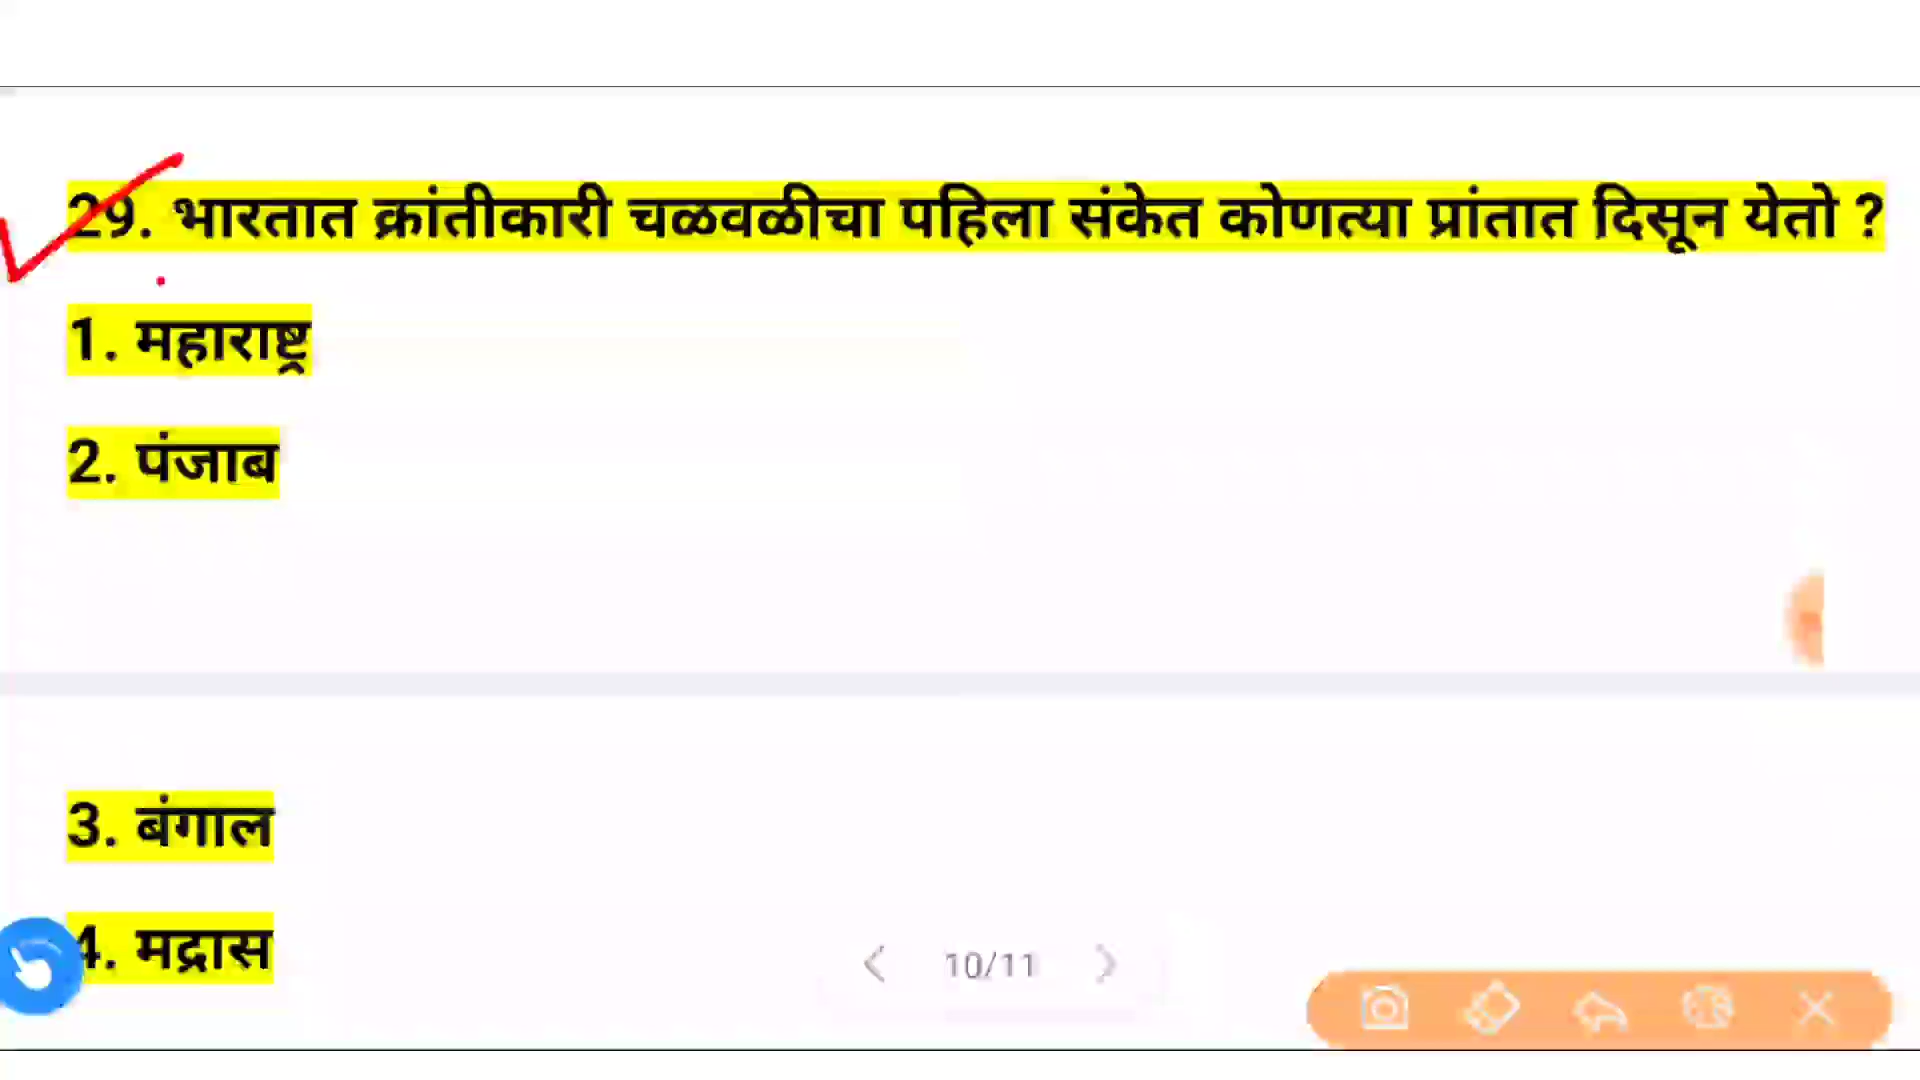 29. भारतात क्रांतीकारी चळवळीचा पहिला संकेत कोणत्या प्रांतात दिसून येतो ?
1. महाराष्ट्र
2. पंजाब
3. बंगाल
4. मद्रास
10/11